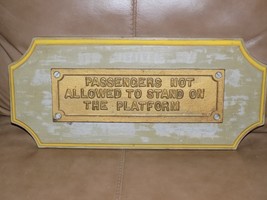 PASSENGERS NOT
ALLOWED TO STAND ON
THE PLATFORM